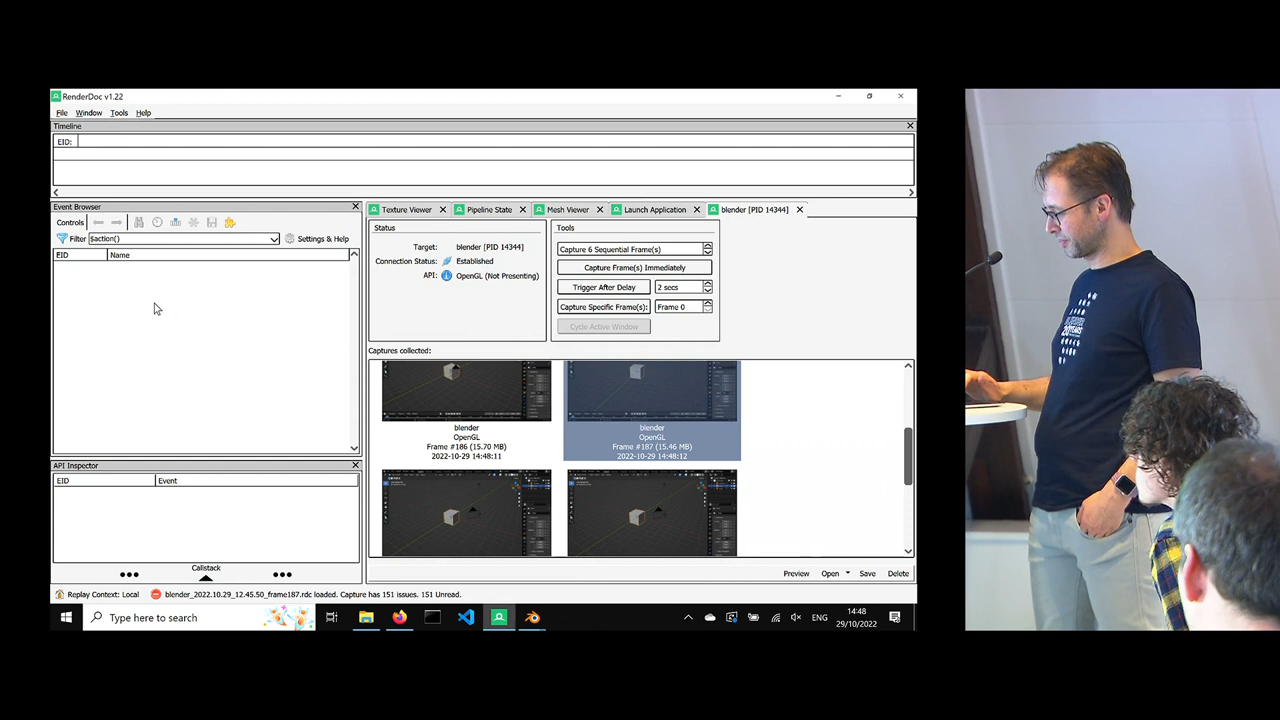 RenderDoc v1.22
File Window Tools Help
Timeline
EID:
Event Browser
Controls
Filter $action() Settings & Help
EID Name
API Inspector
EID Event
Callstack
Texture Viewer Pipeline State Mesh Viewer Launch Application blender [PID 14344]
Status
Target: blender [PID 14344]
Connection Status: Established
API: OpenGL (Not Presenting)
Tools
Capture 6 Sequential Frame(s)
Capture Frame(s) Immediately
Trigger After Delay 2 secs
Capture Specific Frame(s): Frame 0
Cycle Active Window
Captures collected:
blender
OpenGL
Frame #186 (15.70 MB)
2022-10-29 14:48:11
blender
OpenGL
Frame #187 (15.46 MB)
2022-10-29 14:48:12
Preview Open Save Delete
Replay Context: Local blender_2022.10.29_12.45.50_frame187.rdc loaded. Capture has 151 issues. 151 Unread.
Type here to search
ENG
14:48
29/10/2022
20 YEARS